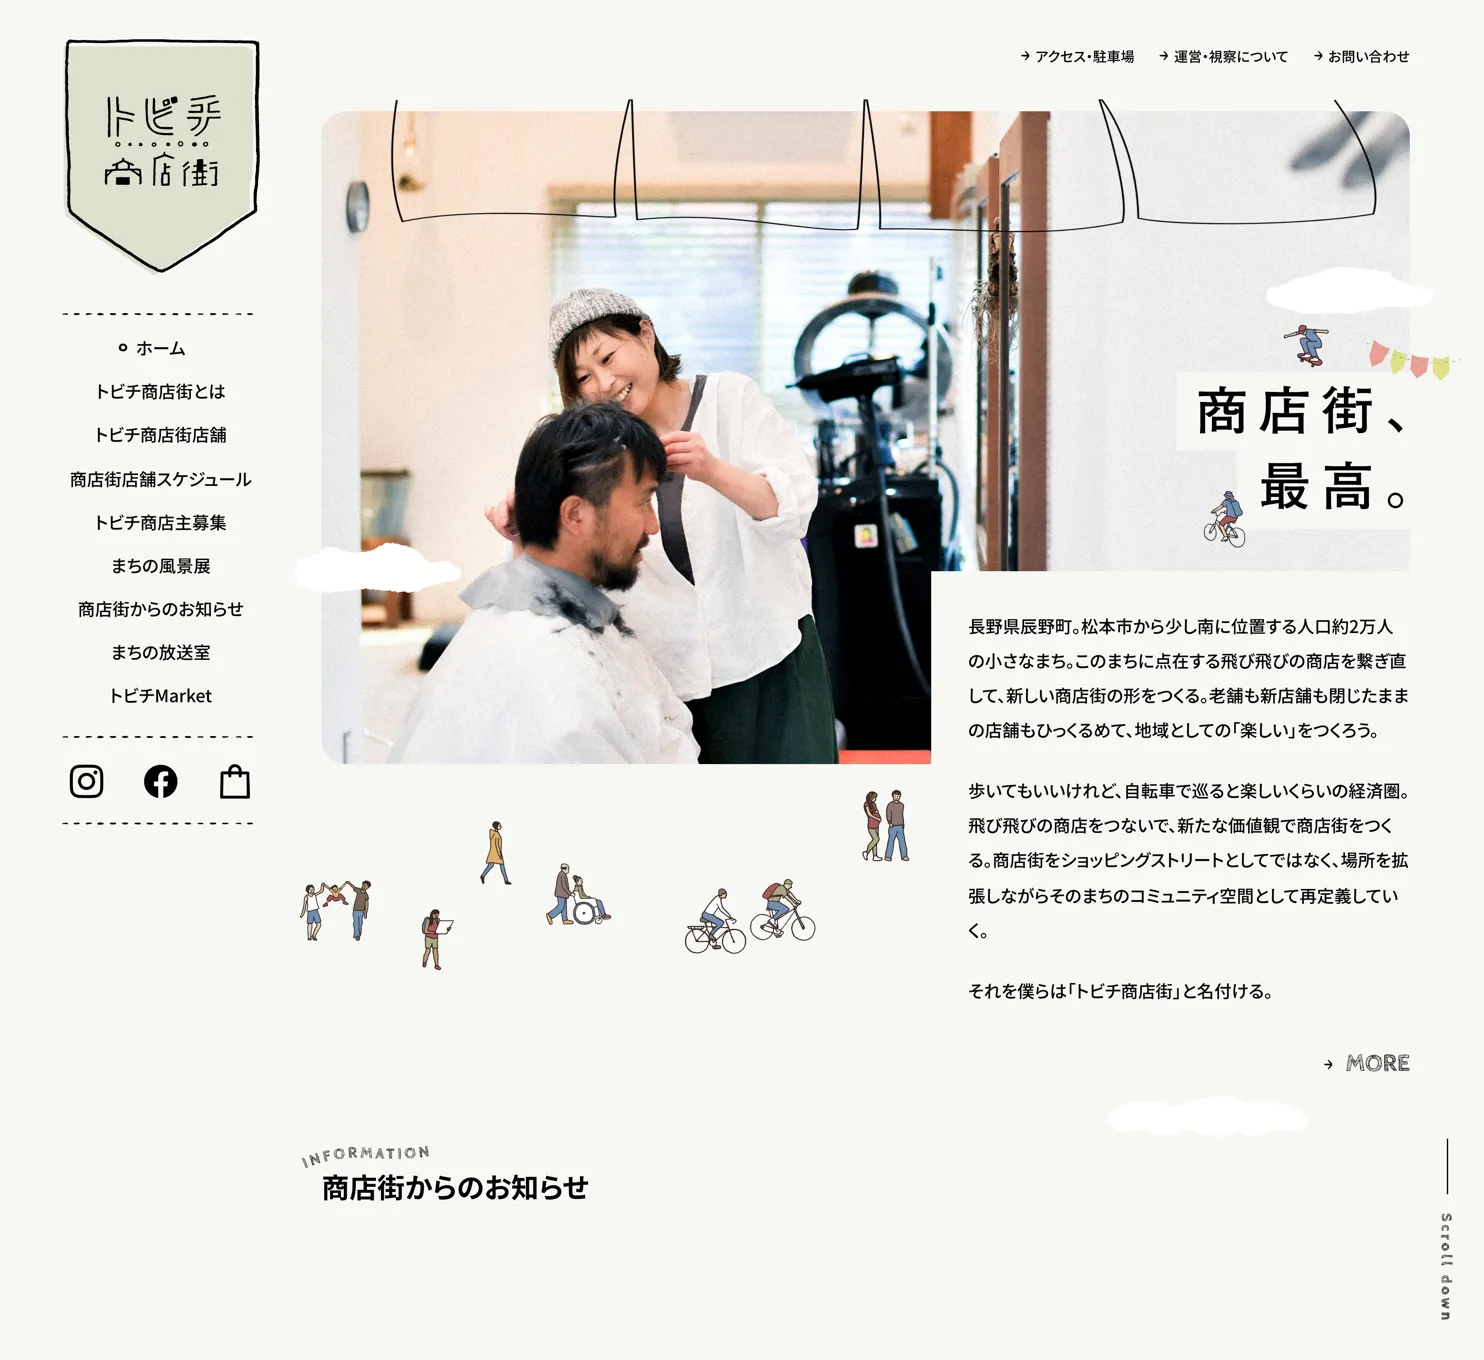 トビチ
商店街
ホーム
トビチ商店街とは
トビチ商店街店舗
商店街店舗スケジュール
トビチ商店主募集
まちの風景展
商店街からのお知らせ
まちの放送室
トビチMarket
→ アクセス・駐車場 → 運営・視察について → お問い合わせ
商店街、
最高。
長野県辰野町。松本市から少し南に位置する人口約2万人
の小さなまち。このまちに点在する飛び飛びの商店を繋ぎ直
して、新しい商店街の形をつくる。老舗も新店舗も閉じたまま
の店舗もひっくるめて、地域としての「楽しい」をつくろう。
歩いてもいいけれど、自転車で巡ると楽しいくらいの経済圏。
飛び飛びの商店をつないで、新たな価値観で商店街をつく
る。商店街をショッピングストリートとしてではなく、場所を拡
張しながらそのまちのコミュニティ空間として再定義してい
く。
それを僕らは「トビチ商店街」と名付ける。
→ MORE
INFORMATION
商店街からのお知らせ
Scroll down